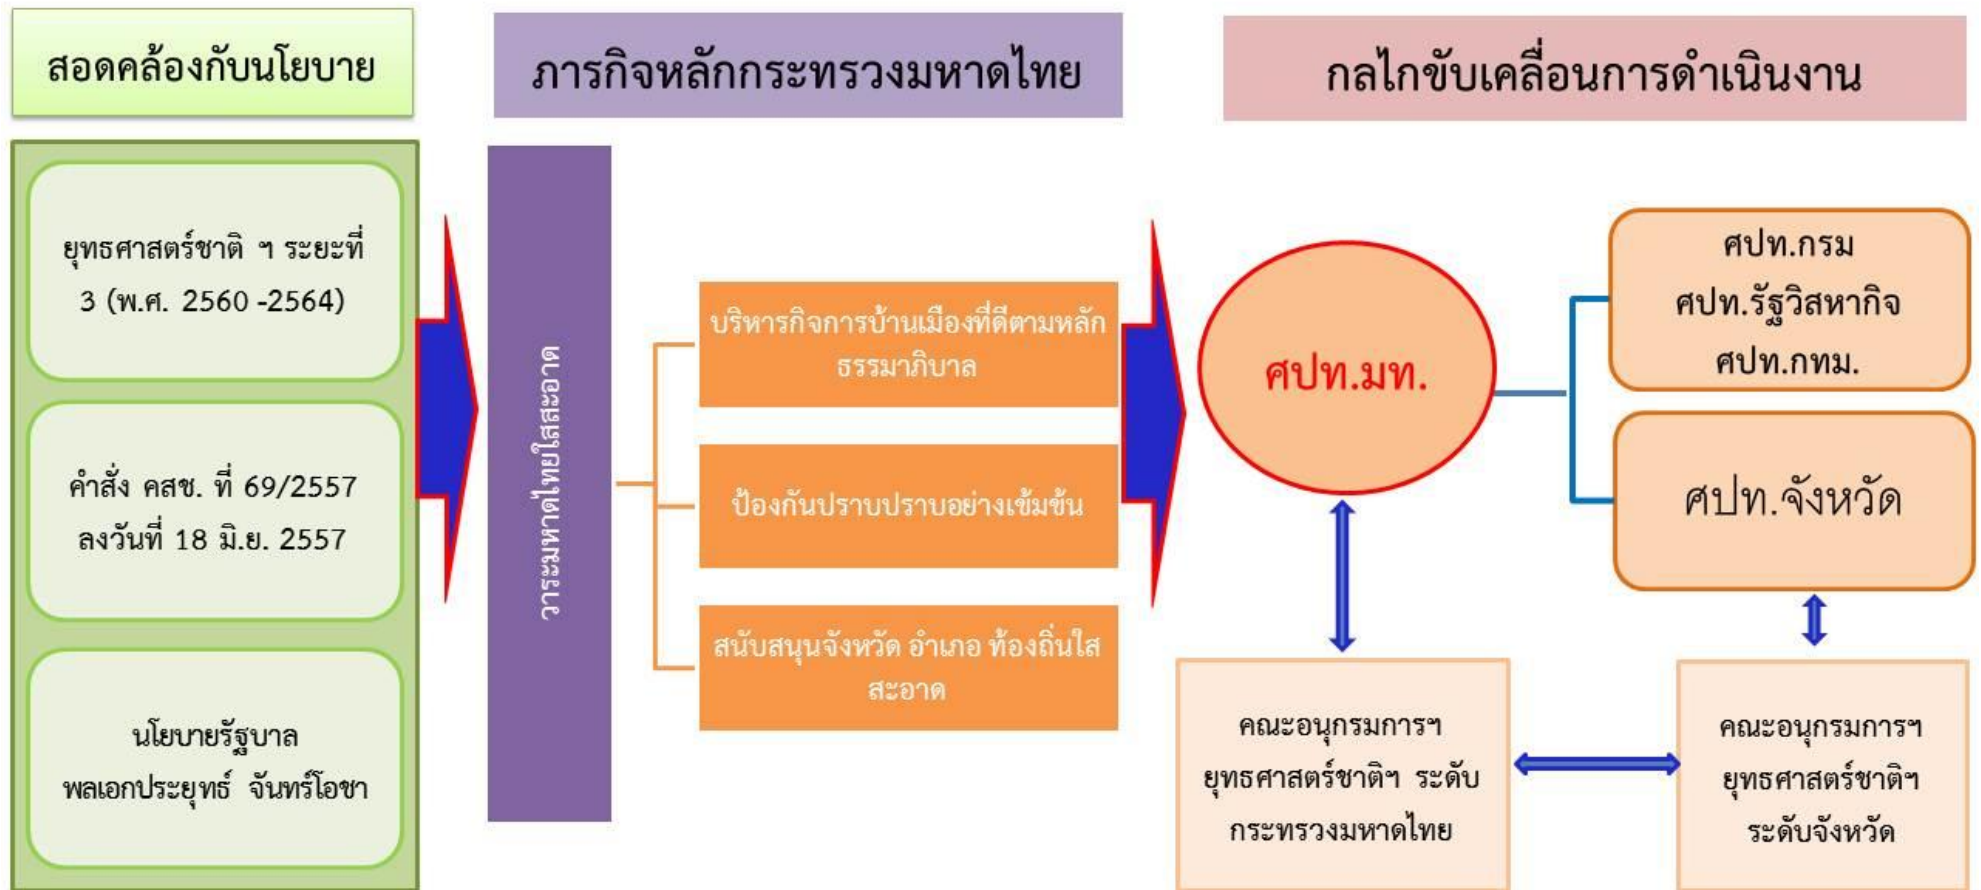 สอดคล้องกับนโยบาย
ภารกิจหลักกระทรวงมหาดไทย
กลไกขับเคลื่อนการดำเนินงาน
ยุทธศาสตร์ชาติ ฯ ระยะที่
3 (พ.ศ. 2560 -2564)
คำสั่ง คสช. ที่ 69/2557
ลงวันที่ 18 มิ.ย. 2557
นโยบายรัฐบาล
พลเอกประยุทธ์ จันทร์โอชา
วาระมหาดไทยใสสะอาด
บริหารกิจการบ้านเมืองที่ดีตามหลัก
ธรรมาภิบาล
ป้องกันปราบปราบอย่างเข้มข้น
สนับสนุนจังหวัด อำเภอ ท้องถิ่นใส
สะอาด
ศปท.มท.
ศปท.กรม
ศปท.รัฐวิสหากิจ
ศปท.กทม.
ศปท.จังหวัด
คณะอนุกรมการฯ
ยุทธศาสตร์ชาติฯ ระดับ
กระทรวงมหาดไทย
คณะอนุกรมการฯ
ยุทธศาสตร์ชาติฯ
ระดับจังหวัด